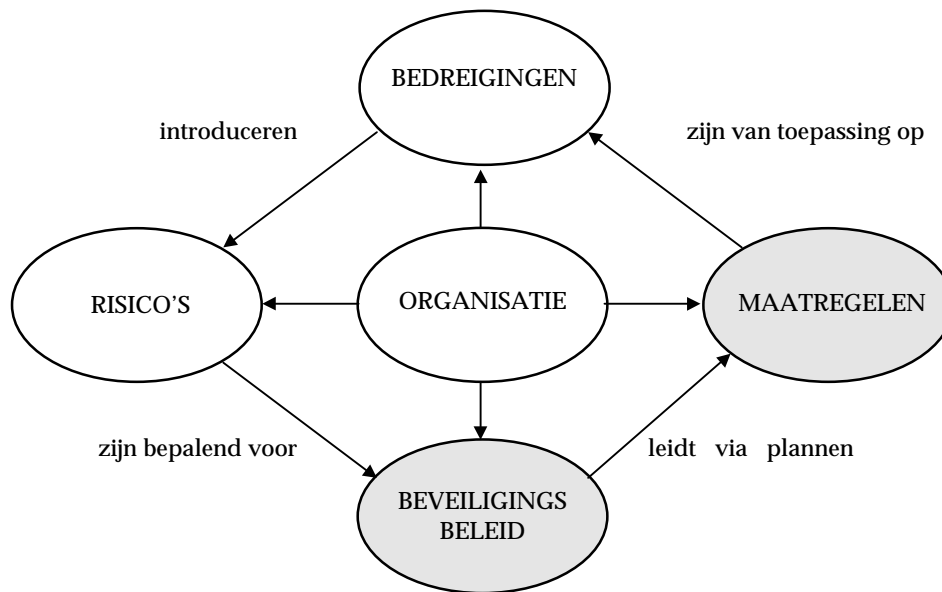 BEDREIGINGEN
introduceren
zijn van toepassing op
RISICO'S
ORGANISATIE
MAATREGELEN
zijn bepalend voor
leidt via plannen
BEVEILIGINGS
BELEID